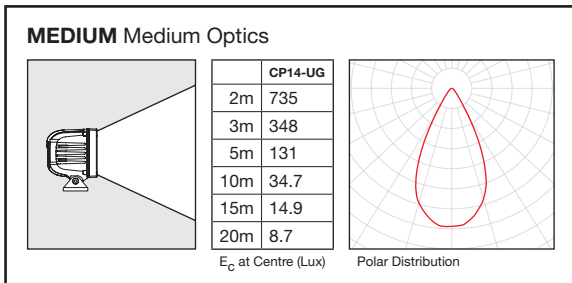 MEDIUM Medium Optics
CP14-UG
2m 735
3m 348
5m 131
10m 34.7
15m 14.9
20m 8.7
EC at Centre (Lux)
Polar Distribution